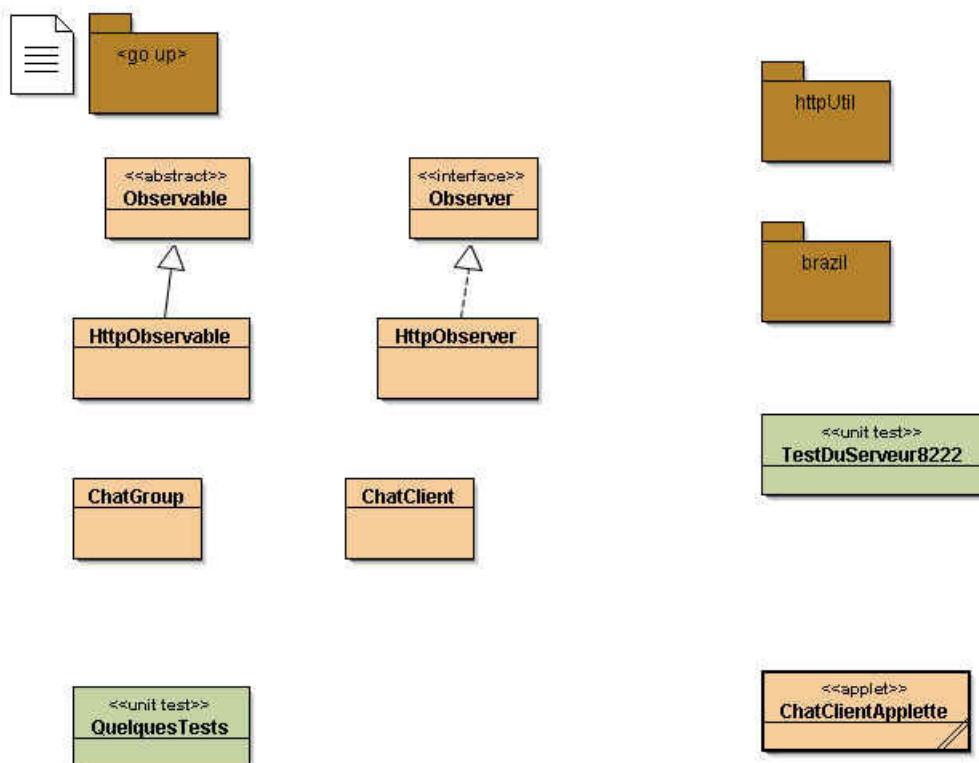 <go up>
httpUtil
<<abstract>>
Observable
<<interface>>
Observer
brazil
HttpObservable
HttpObserver
<<unit test>>
TestDuServeur8222
ChatGroup
ChatClient
<<unit test>>
QuelquesTests
<<applet>>
ChatClientApplette